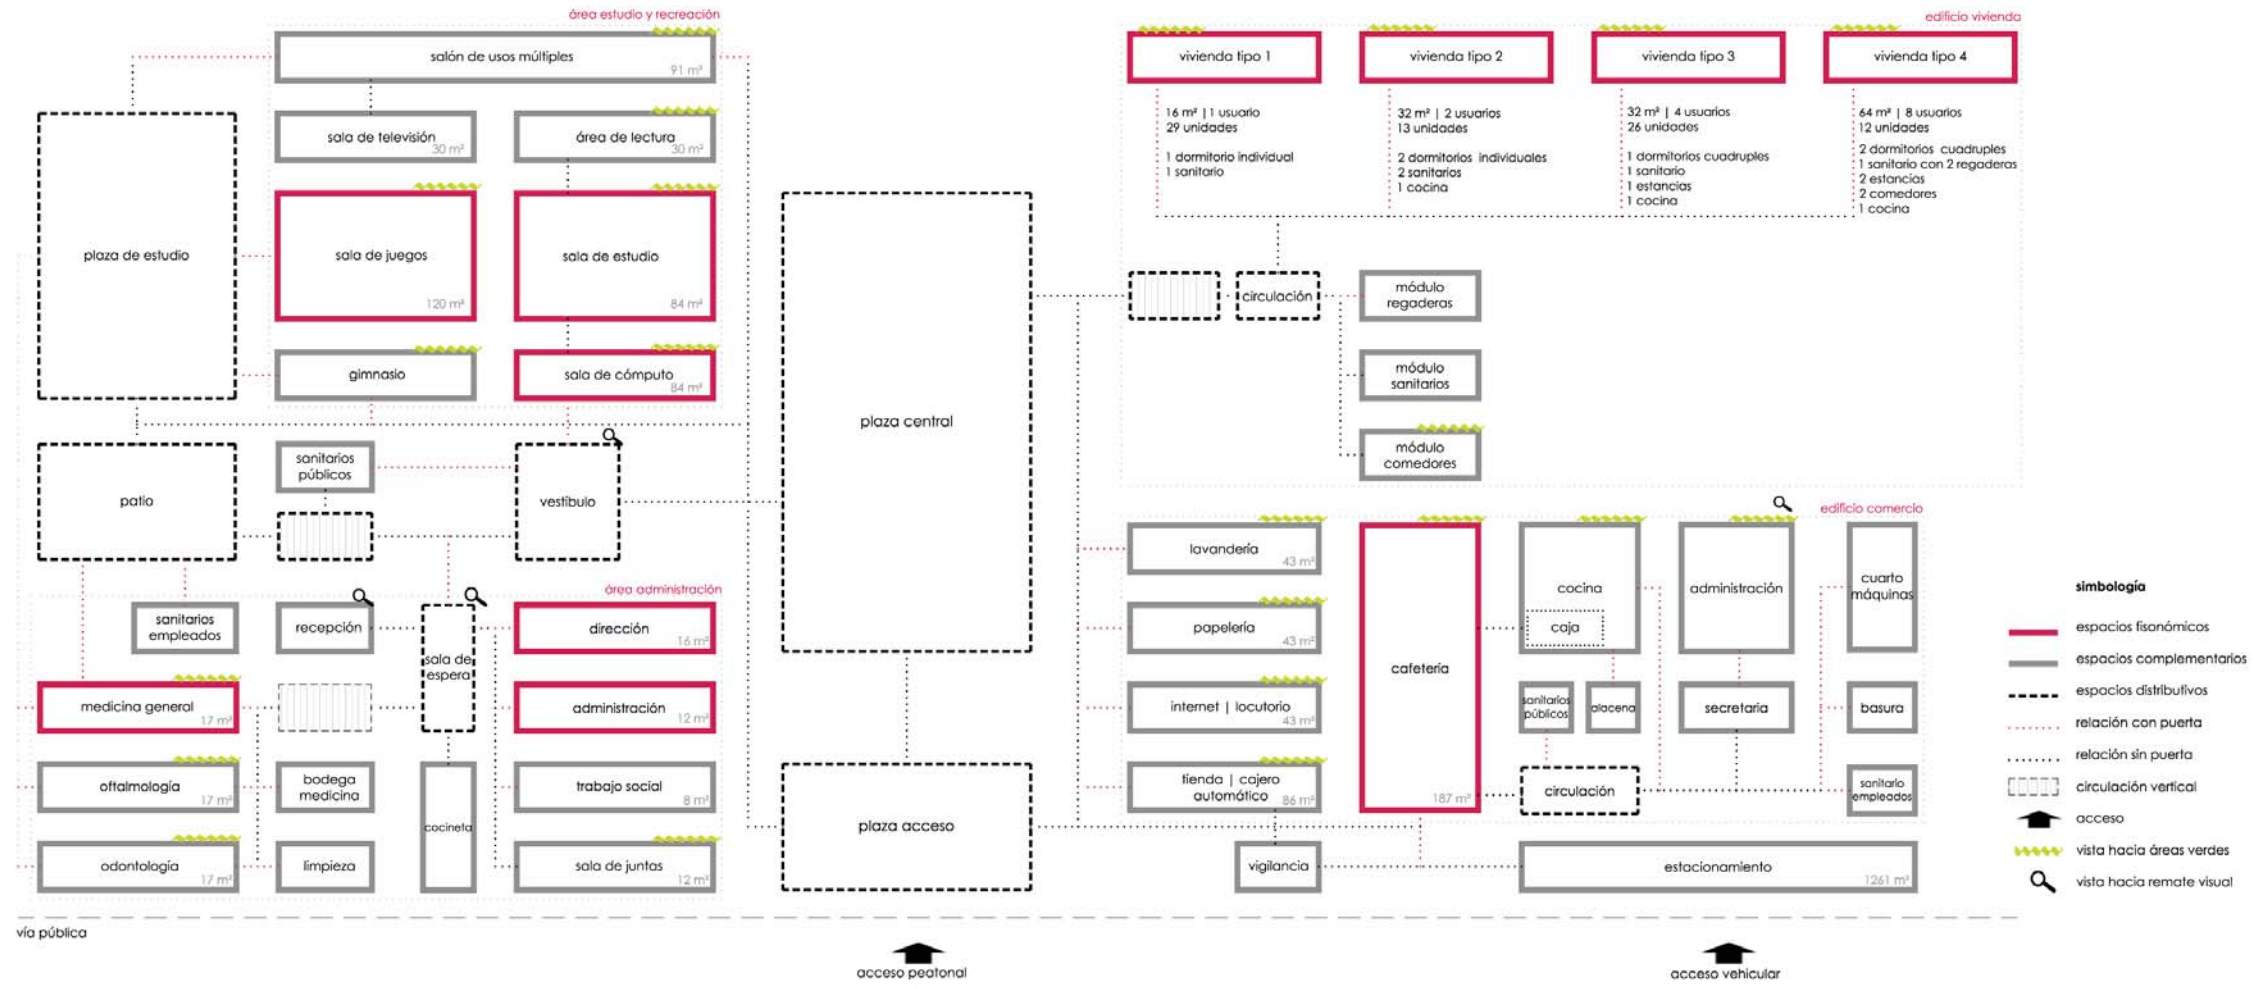 área estudio y recreación
salón de usos múltiples
91 m²
sala de televisión
30 m²
área de lectura
30 m²
plaza de estudio
sala de juegos
120 m²
sala de estudio
84 m²
gimnasio
sala de cómputo
84 m²
patio
sanitarios
públicos
vestíbulo
área administración
sanitarios
empleados
recepción
sala de
espera
dirección
16 m²
medicina general
17 m²
administración
12 m²
oftalmología
17 m²
bodega
medicina
cocineta
trabajo social
8 m²
odontología
17 m²
limpieza
sala de juntas
12 m²
plaza central
plaza acceso
edificio vivienda
vivienda tipo 1
16 m² | 1 usuario
29 unidades
1 dormitorio individual
1 sanitario
vivienda tipo 2
32 m² | 2 usuarios
13 unidades
2 dormitorios individuales
2 sanitarios
1 cocina
vivienda tipo 3
32 m² | 4 usuarios
26 unidades
1 dormitorios cuadruples
1 sanitario
1 estancias
1 cocina
vivienda tipo 4
64 m² | 8 usuarios
12 unidades
2 dormitorios cuadruples
1 sanitario con 2 regaderas
2 estancias
2 comedores
1 cocina
circulación
módulo
regaderas
módulo
sanitarios
módulo
comedores
edificio comercio
lavandería
43 m²
papelería
43 m²
internet | locutorio
43 m²
tienda | cajero
automático
86 m²
cafetería
187 m²
cocina
caja
administración
cuarto
máquinas
sanitarios
públicos
alacena
secretaria
basura
circulación
sanitario
empleados
vigilancia
estacionamiento
1261 m²
simbología
espacios fisonómicos
espacios complementarios
espacios distributivos
relación con puerta
relación sin puerta
circulación vertical
acceso
vista hacia áreas verdes
vista hacia remate visual
vía pública
acceso peatonal
acceso vehicular